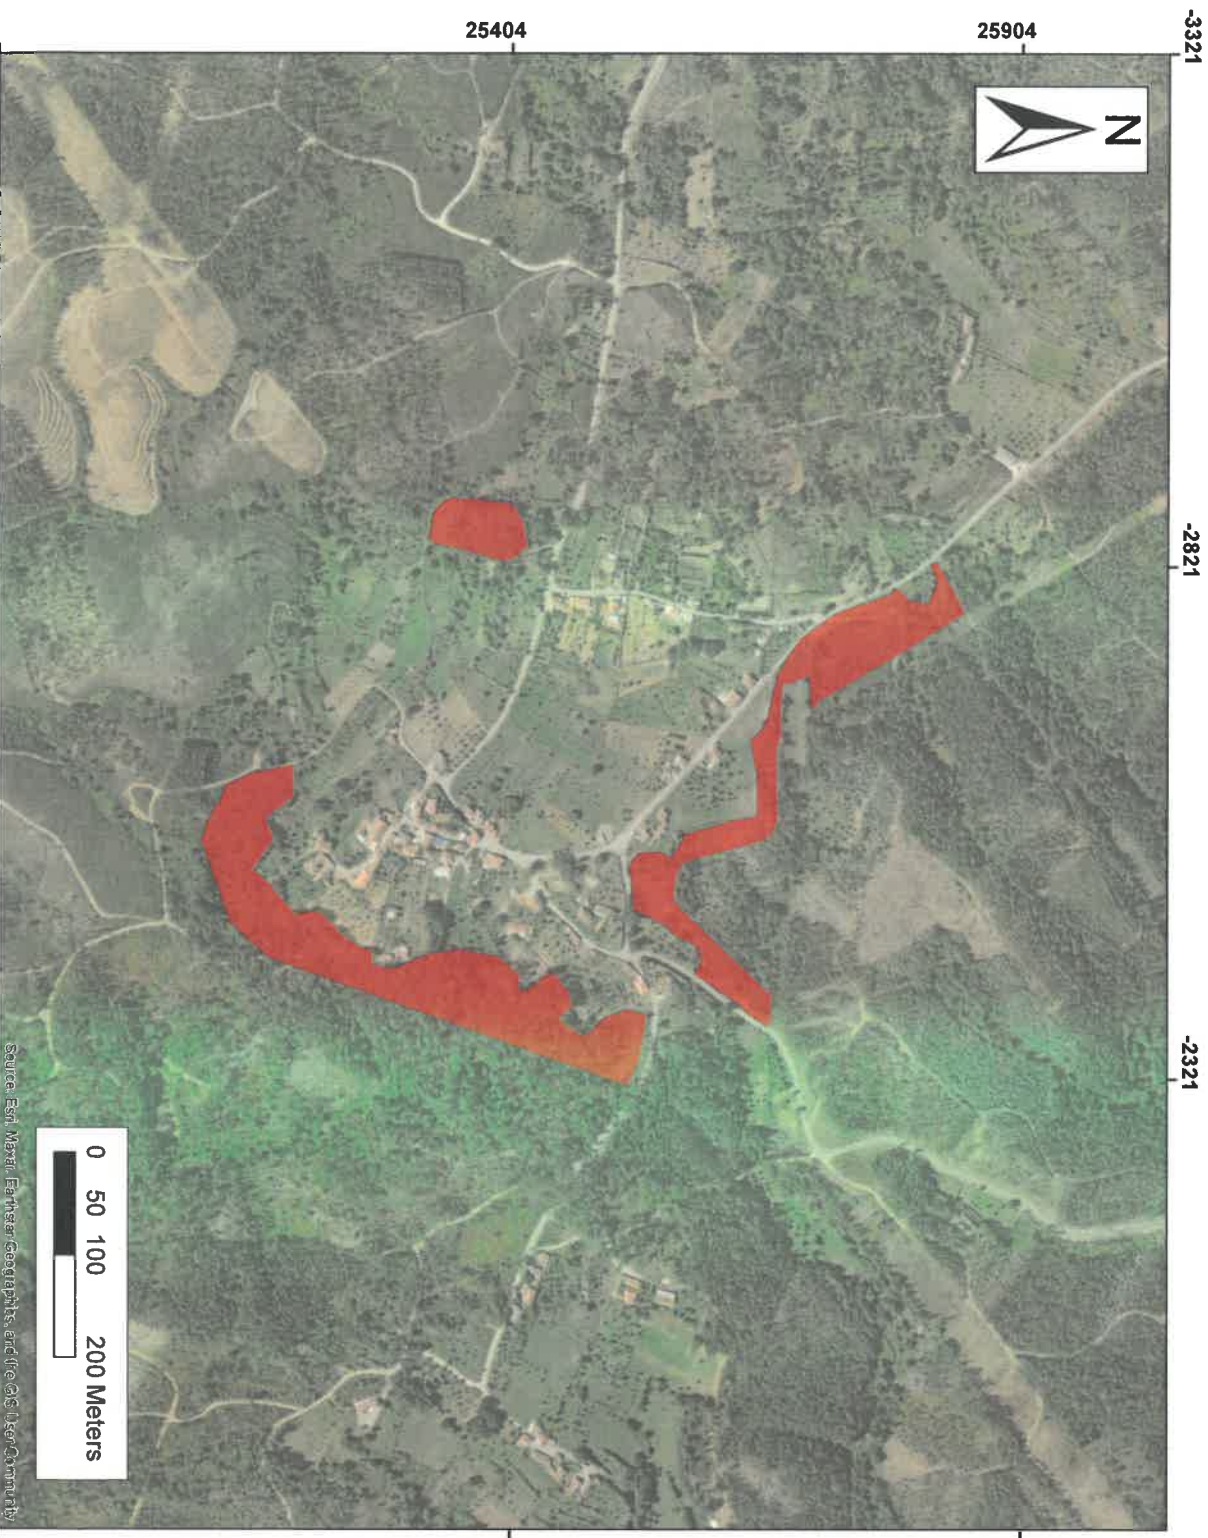 -3321
-2821
-2321
N
25904
25404
0 50 100 200 Meters
Source: Esri, Maxar, Earthstar Geographics, and the GIS User Community